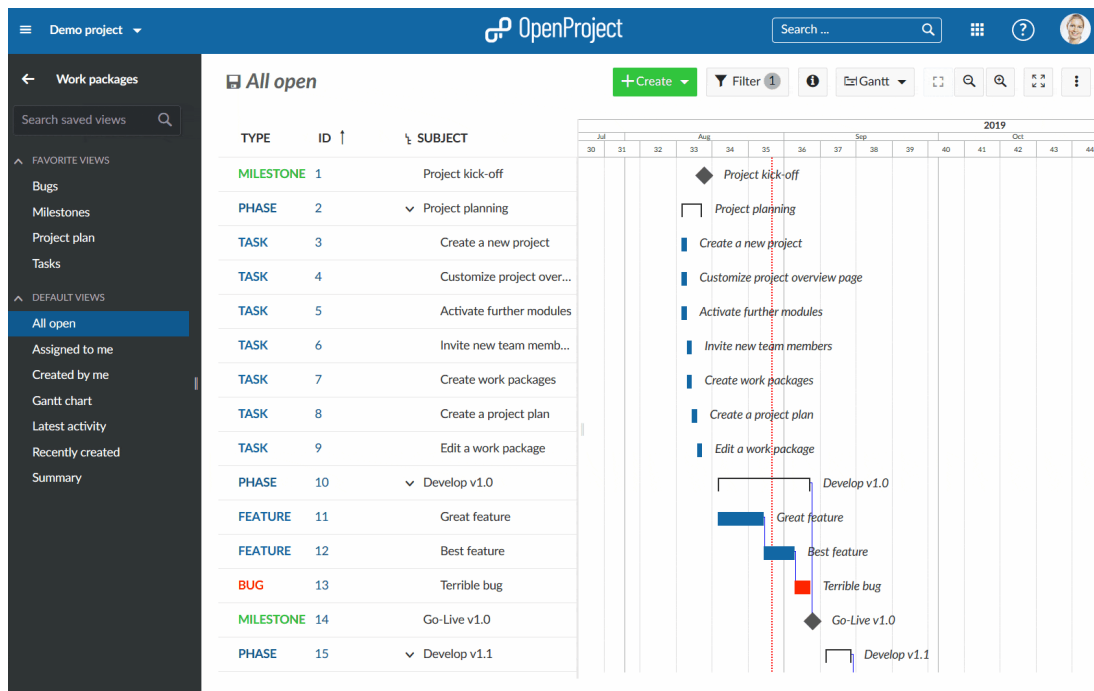 Demo project
OpenProject
Search ...
?
Work packages
Search saved views
FAVORITE VIEWS
Bugs
Milestones
Project plan
Tasks
DEFAULT VIEWS
All open
Assigned to me
Created by me
Gantt chart
Latest activity
Recently created
Summary
All open
+ Create
Filter 1
Gantt
TYPE ID ↑ SUBJECT
2019
Jul Aug Sep Oct
30 31 32 33 34 35 36 37 38 39 40 41 42 43 44
MILESTONE 1 Project kick-off Project kick-off
PHASE 2 Project planning Project planning
TASK 3 Create a new project Create a new project
TASK 4 Customize project over... Customize project overview page
TASK 5 Activate further modules Activate further modules
TASK 6 Invite new team memb... Invite new team members
TASK 7 Create work packages Create work packages
TASK 8 Create a project plan Create a project plan
TASK 9 Edit a work package Edit a work package
PHASE 10 Develop v1.0 Develop v1.0
FEATURE 11 Great feature Great feature
FEATURE 12 Best feature Best feature
BUG 13 Terrible bug Terrible bug
MILESTONE 14 Go-Live v1.0 Go-Live v1.0
PHASE 15 Develop v1.1 Develop v1.1